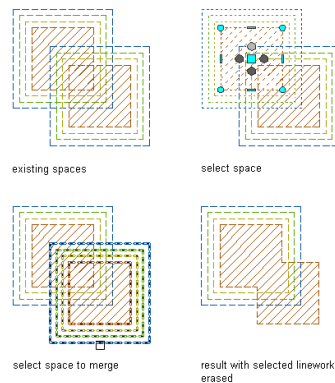 existing spaces
select space
select space to merge
result with selected linework
erased